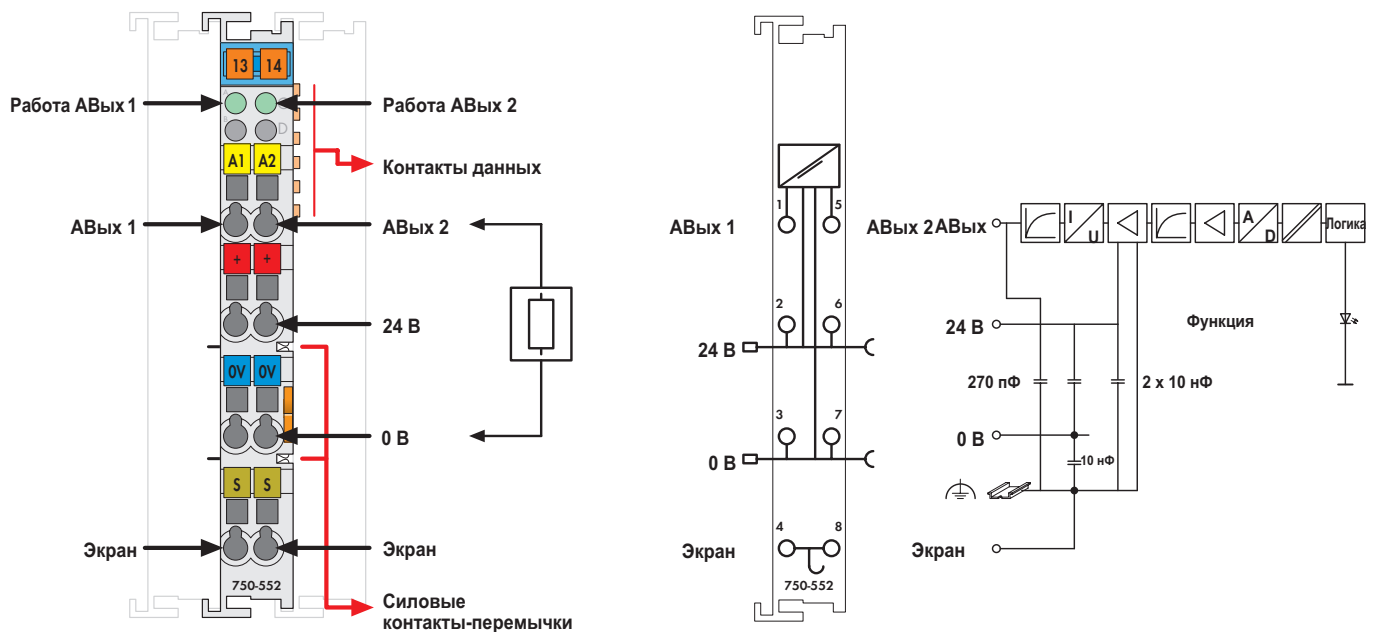 13 14
Работа АВых 1
Работа АВых 2
A
C
B
D
A1 A2
Контакты данных
АВых 1
АВых 2
+ +
24 В
0V 0V
0 В
S S
Экран
Экран
750-552
Силовые
контакты-перемычки
1 5
АВых 1
АВых 2
2 6
24 В
3 7
0 В
4 8
Экран
750-552
АВых
I
U
A
D
Логика
24 В
Функция
270 пФ
2 x 10 нФ
0 В
10 нФ
Экран